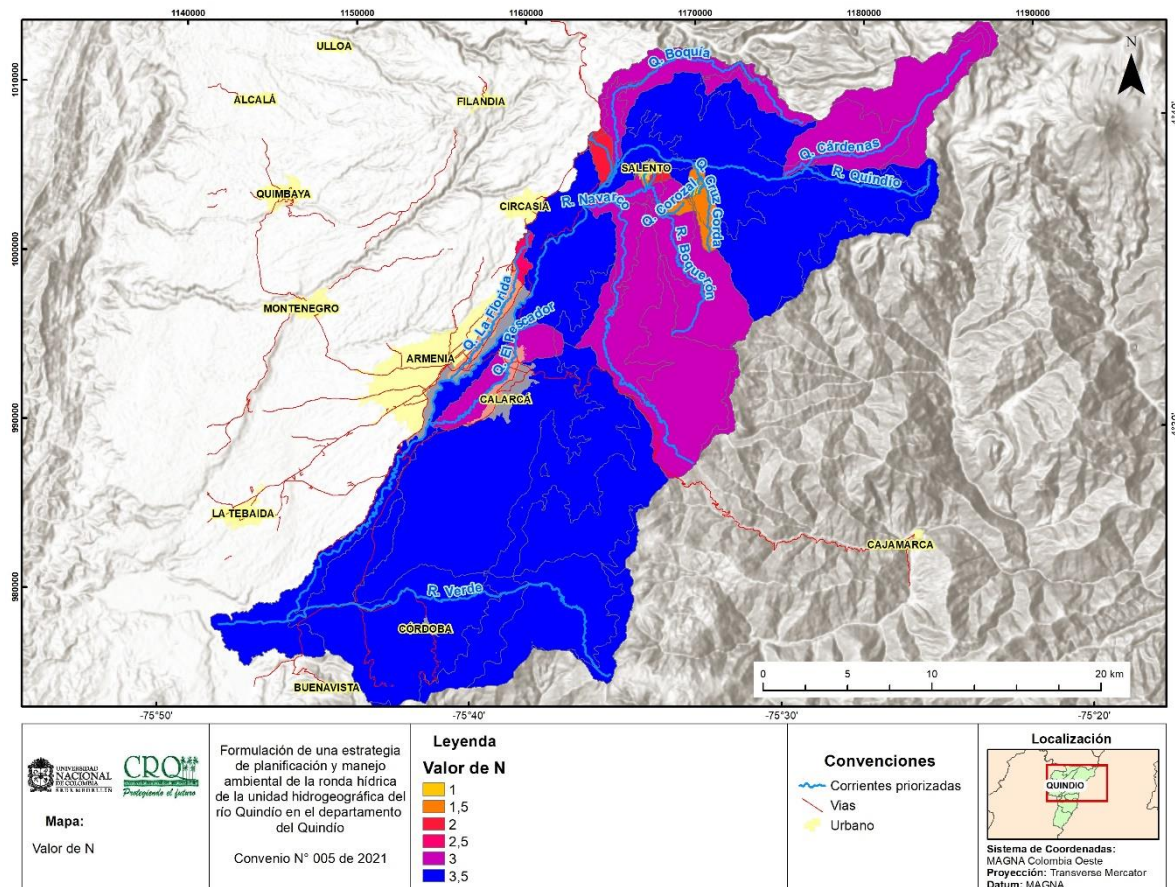 1140000 1150000 1160000 1170000 1180000 1190000
ULLOA
N
Q. Boquía
1010000
ALCALÁ
FILANDIA
Q. Cárdenas
SALENTO
R. Quindío
QUIMBAYA
CIRCASIA
R. Navarco
Q. Corozal
Q. Cruz Gorda
1000000
R. Boquerón
MONTENEGRO
Q. La Florida
Q. El Pescador
ARMENIA
CALARCÁ
990000
LA TEBAIDA
CAJAMARCA
980000
R. Verde
CÓRDOBA
BUENAVISTA
0 5 10 20 km
-75°50' -75°40' -75°30' -75°20'
UNIVERSIDAD
NACIONAL
DE COLOMBIA
SEDE MEDELLÍN
CRQ
Protegiendo el futuro
Mapa:
Valor de N
Formulación de una estrategia
de planificación y manejo
ambiental de la ronda hídrica
de la unidad hidrogeográfica del
río Quindío en el departamento
del Quindío
Convenio N° 005 de 2021
Leyenda
Valor de N
1
1,5
2
2,5
3
3,5
Convenciones
Corrientes priorizadas
Vias
Urbano
Localización
QUINDIO
Sistema de Coordenadas:
MAGNA Colombia Oeste
Proyección: Transverse Mercator
Datum: MAGNA